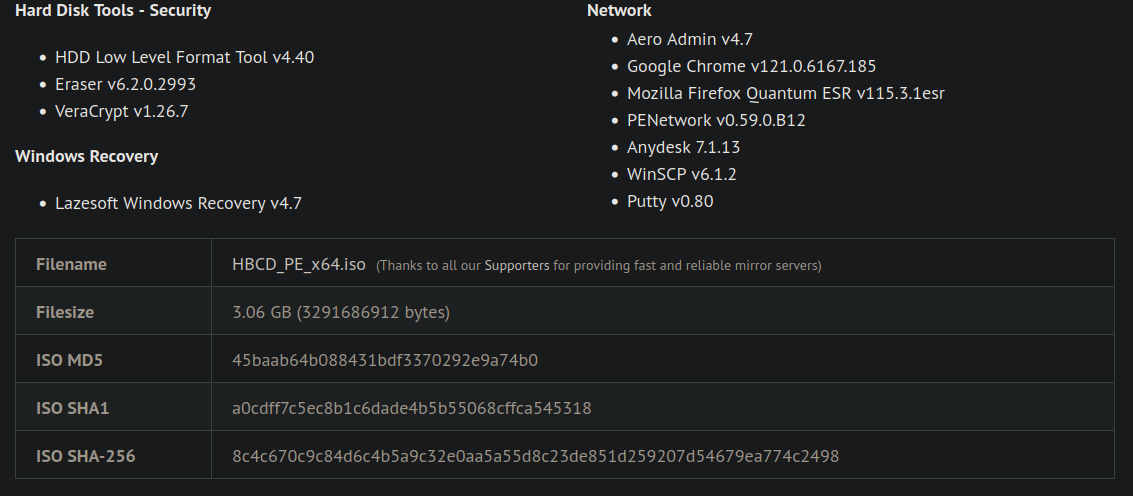 Hard Disk Tools - Security
HDD Low Level Format Tool v4.40
Eraser v6.2.0.2993
VeraCrypt v1.26.7
Windows Recovery
Lazesoft Windows Recovery v4.7
Network
Aero Admin v4.7
Google Chrome v121.0.6167.185
Mozilla Firefox Quantum ESR v115.3.1esr
PENetwork v0.59.0.B12
Anydesk 7.1.13
WinSCP v6.1.2
Putty v0.80
Filename HBCD_PE_x64.iso (Thanks to all our Supporters for providing fast and reliable mirror servers)
Filesize 3.06 GB (3291686912 bytes)
ISO MD5 45baab64b088431bdf3370292e9a74b0
ISO SHA1 a0cdff7c5ec8b1c6dade4b5b55068cffca545318
ISO SHA-256 8c4c670c9c84d6c4b5a9c32e0aa5a55d8c23de851d259207d54679ea774c2498